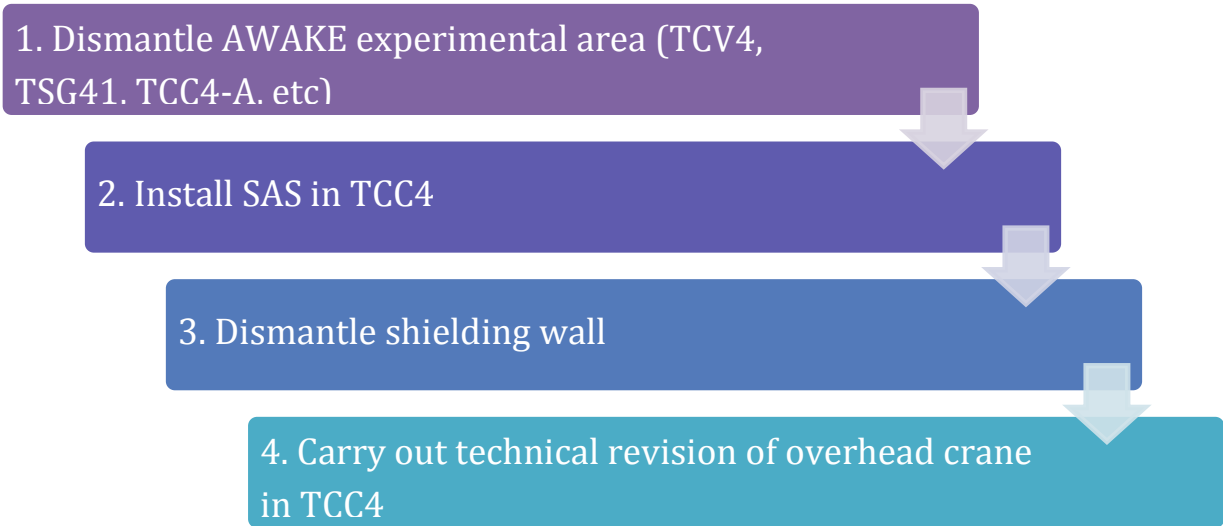 1. Dismantle AWAKE experimental area (TCV4,
TSG41. TCC4-A. etc)
2. Install SAS in TCC4
3. Dismantle shielding wall
4. Carry out technical revision of overhead crane
in TCC4